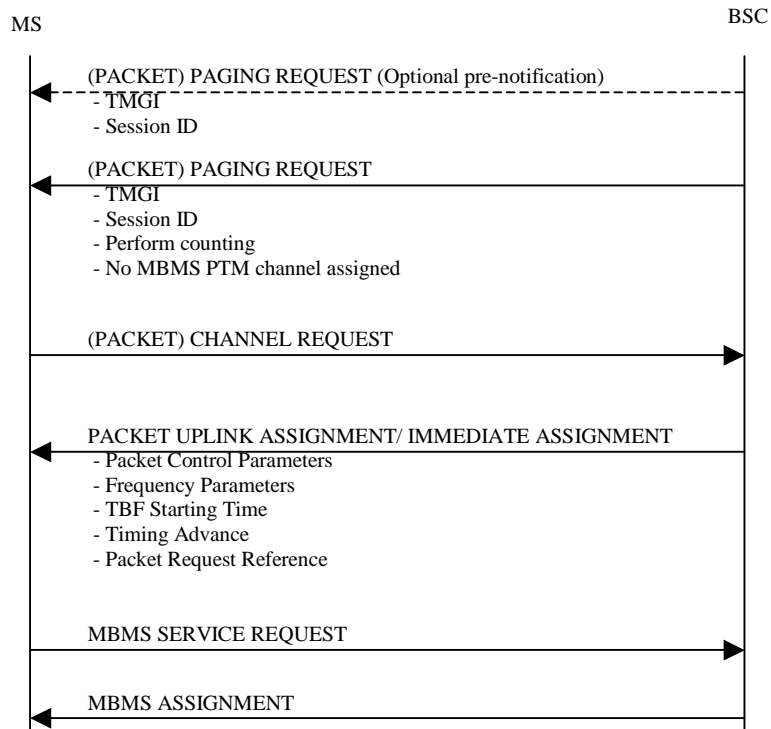 MS
BSC
(PACKET) PAGING REQUEST (Optional pre-notification)
- TMGI
- Session ID
(PACKET) PAGING REQUEST
- TMGI
- Session ID
- Perform counting
- No MBMS PTM channel assigned
(PACKET) CHANNEL REQUEST
PACKET UPLINK ASSIGNMENT/ IMMEDIATE ASSIGNMENT
- Packet Control Parameters
- Frequency Parameters
- TBF Starting Time
- Timing Advance
- Packet Request Reference
MBMS SERVICE REQUEST
MBMS ASSIGNMENT